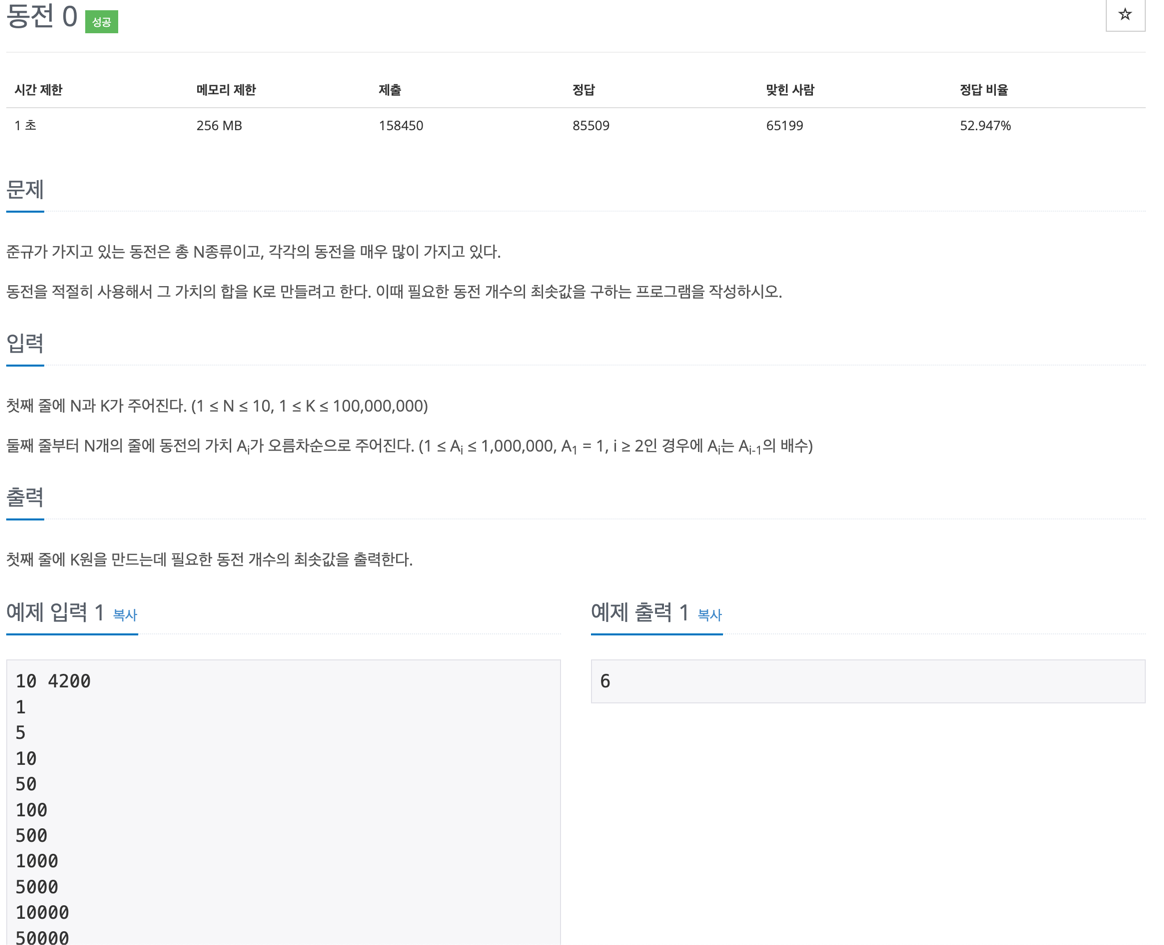 동전 0 성공
시간 제한 메모리 제한 제출 정답 맞힌 사람 정답 비율
1 초 256 MB 158450 85509 65199 52.947%
문제
준규가 가지고 있는 동전은 총 N종류이고, 각각의 동전을 매우 많이 가지고 있다.
동전을 적절히 사용해서 그 가치의 합을 K로 만들려고 한다. 이때 필요한 동전 개수의 최솟값을 구하는 프로그램을 작성하시오.
입력
첫째 줄에 N과 K가 주어진다. (1 ≤ N ≤ 10, 1 ≤ K ≤ 100,000,000)
둘째 줄부터 N개의 줄에 동전의 가치 Ai가 오름차순으로 주어진다. (1 ≤ Ai ≤ 1,000,000, A1 = 1, i ≥ 2인 경우에 Ai는 Ai-1의 배수)
출력
첫째 줄에 K원을 만드는데 필요한 동전 개수의 최솟값을 출력한다.
예제 입력 1 복사
10 4200
1
5
10
50
100
500
1000
5000
10000
50000
예제 출력 1 복사
6